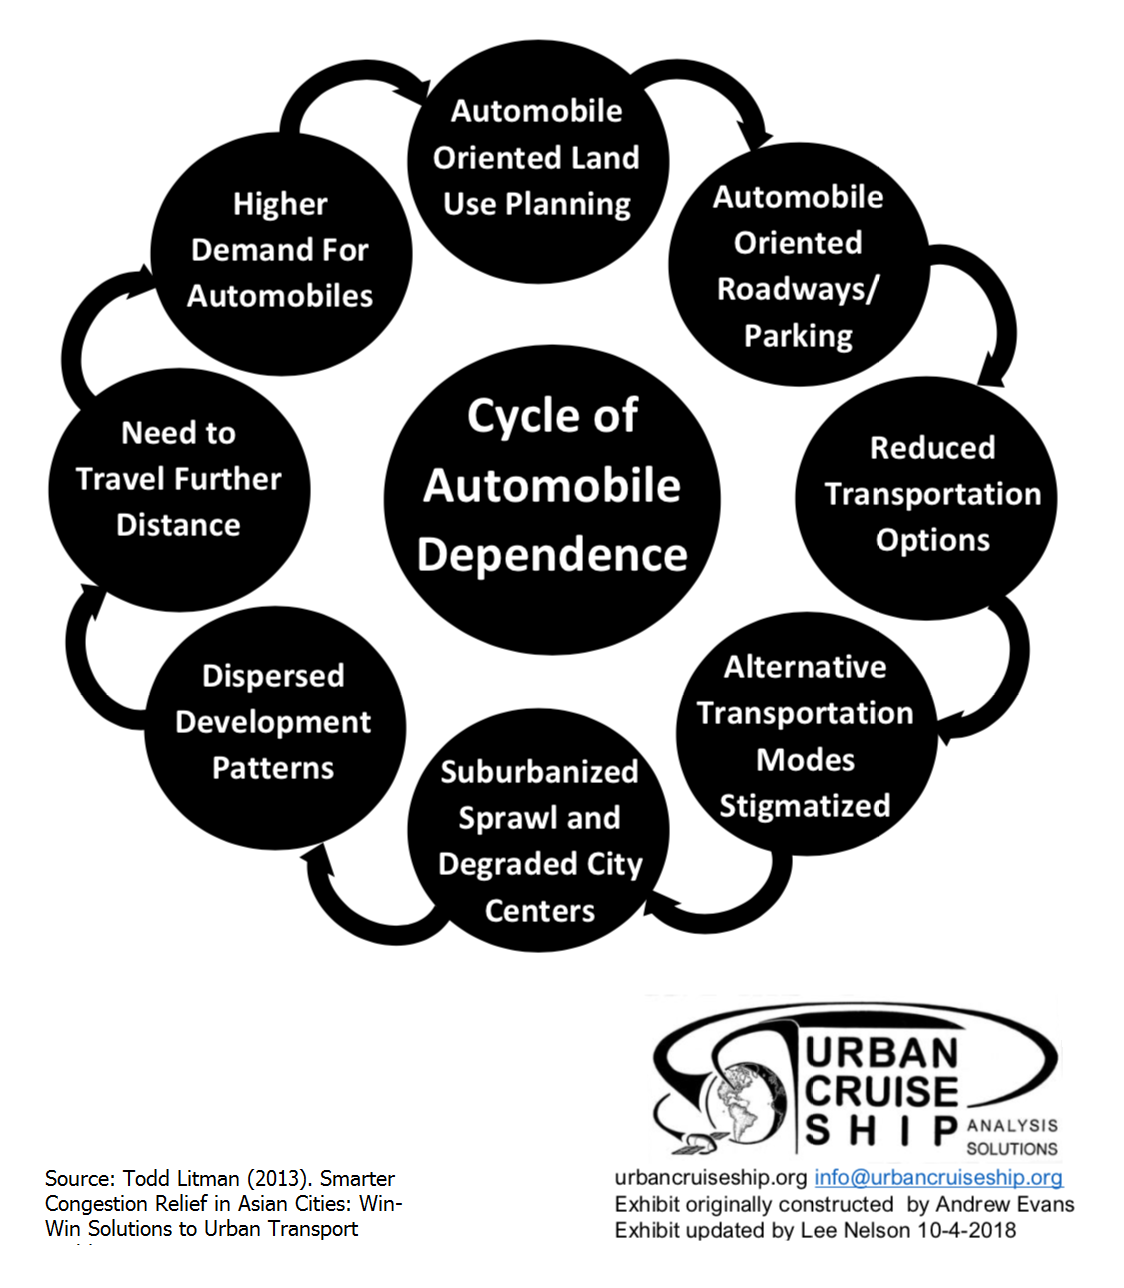 Automobile
Oriented Land
Use Planning
Automobile
Oriented
Roadways/
Parking
Reduced
Transportation
Options
Alternative
Transportation
Modes
Stigmatized
Suburbanized
Sprawl and
Degraded City
Centers
Dispersed
Development
Patterns
Need to
Travel Further
Distance
Higher
Demand For
Automobiles
Cycle of
Automobile
Dependence
URBAN
CRUISE
SHIP ANALYSIS
SOLUTIONS
Source: Todd Litman (2013). Smarter
Congestion Relief in Asian Cities: Win-
Win Solutions to Urban Transport
urbancruiseship.org info@urbancruiseship.org
Exhibit originally constructed by Andrew Evans
Exhibit updated by Lee Nelson 10-4-2018